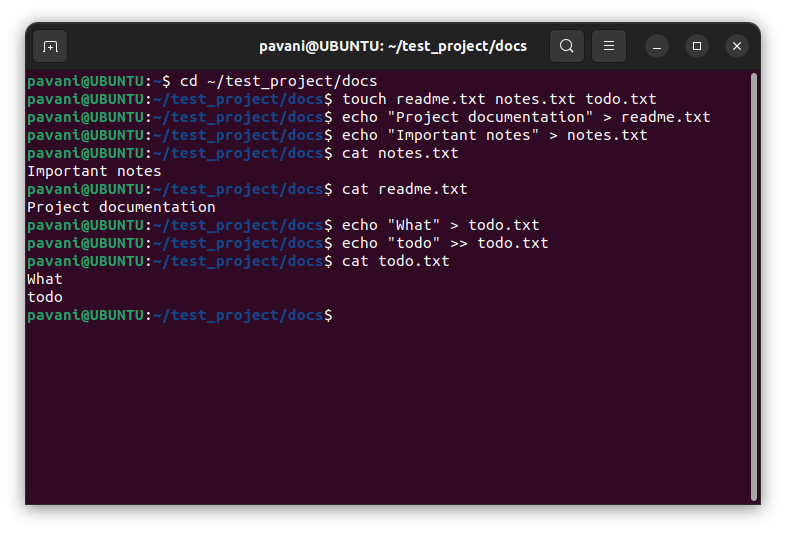 pavani@UBUNTU: ~/test_project/docs
pavani@UBUNTU:~$ cd ~/test_project/docs
pavani@UBUNTU:~/test_project/docs$ touch readme.txt notes.txt todo.txt
pavani@UBUNTU:~/test_project/docs$ echo "Project documentation" > readme.txt
pavani@UBUNTU:~/test_project/docs$ echo "Important notes" > notes.txt
pavani@UBUNTU:~/test_project/docs$ cat notes.txt
Important notes
pavani@UBUNTU:~/test_project/docs$ cat readme.txt
Project documentation
pavani@UBUNTU:~/test_project/docs$ echo "What" > todo.txt
pavani@UBUNTU:~/test_project/docs$ echo "todo" >> todo.txt
pavani@UBUNTU:~/test_project/docs$ cat todo.txt
What
todo
pavani@UBUNTU:~/test_project/docs$